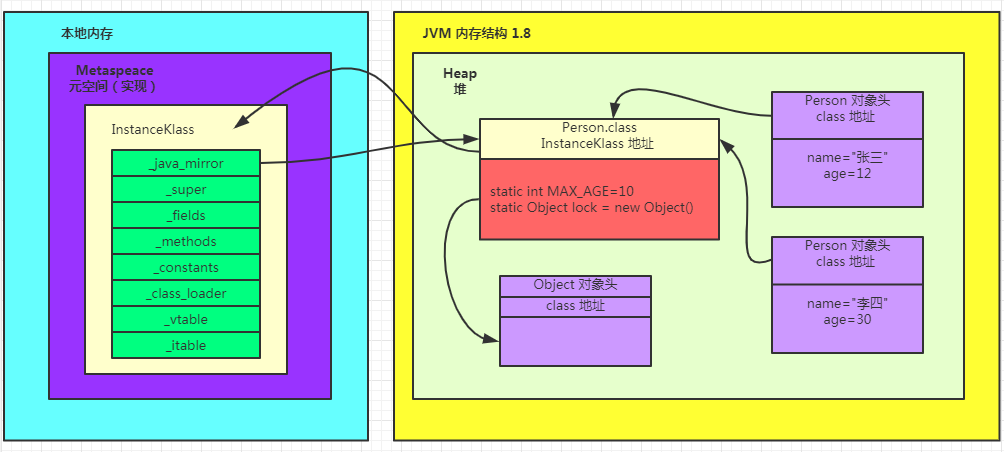 本地内存
Metaspeace
元空间（实现）
InstanceKlass
_java_mirror
_super
_fields
_methods
_constants
_class_loader
_vtable
_itable
JVM 内存结构 1.8
Heap
堆
Person.class
InstanceKlass 地址
static int MAX_AGE=10
static Object lock = new Object()
Object 对象头
class 地址
Person 对象头
class 地址
name="张三"
age=12
Person 对象头
class 地址
name="李四"
age=30